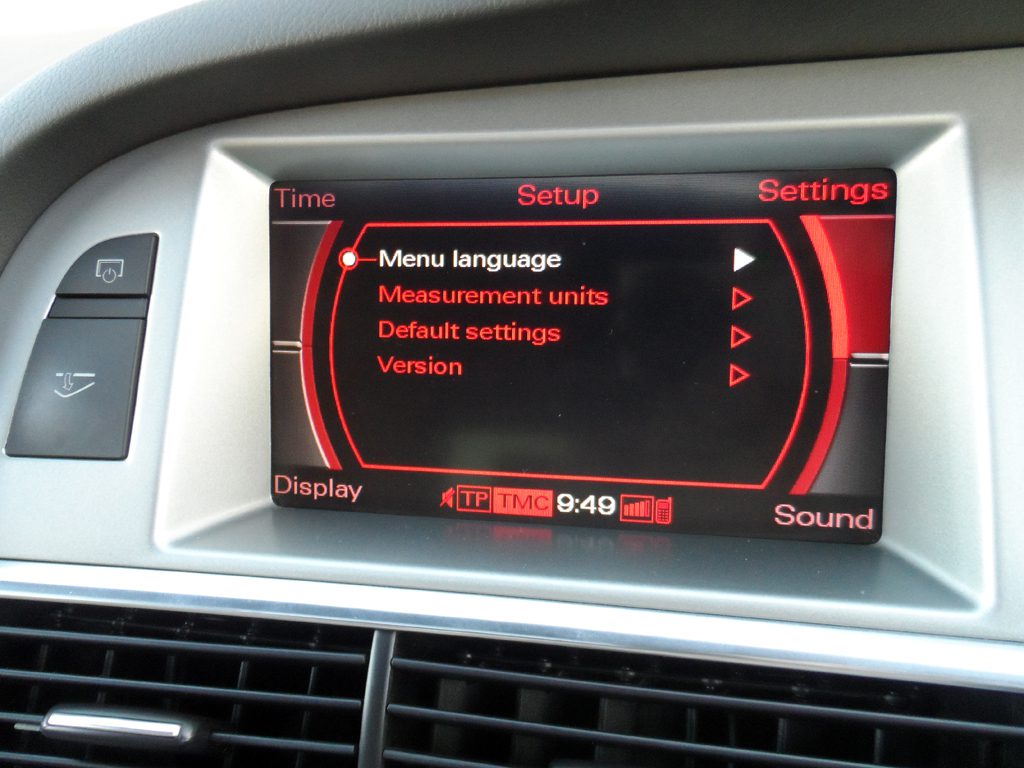 Time Setup Settings
Menu language
Measurement units
Default settings
Version
Display TP TMC 9:49 Sound